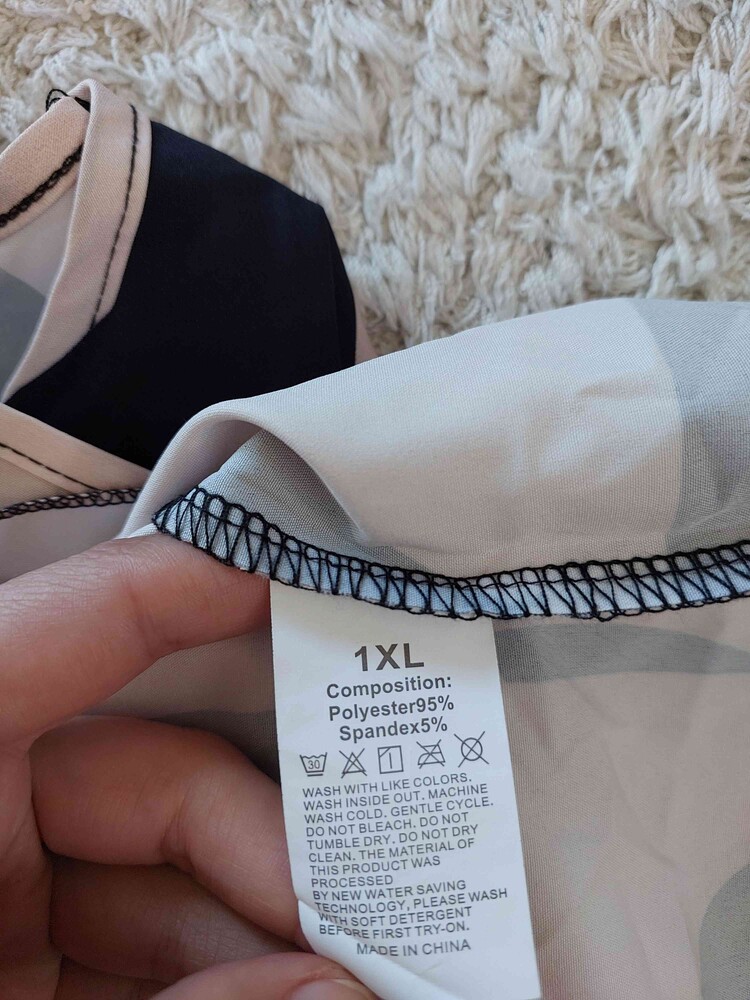 1XL
Composition:
Polyester95%
Spandex5%
30
WASH WITH LIKE COLORS.
WASH INSIDE OUT. MACHINE
WASH COLD. GENTLE CYCLE.
DO NOT BLEACH. DO NOT
TUMBLE DRY. DO NOT DRY
CLEAN. THE MATERIAL OF
THIS PRODUCT WAS
PROCESSED
BY NEW WATER SAVING
TECHNOLOGY, PLEASE WASH
WITH SOFT DETERGENT
BEFORE FIRST TRY-ON.
MADE IN CHINA